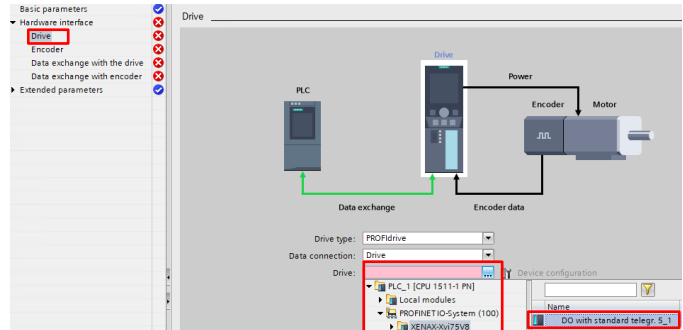 Basic parameters
Hardware interface
Drive
Encoder
Data exchange with the drive
Data exchange with encoder
Extended parameters
Drive
Drive
Power
PLC
Encoder
Motor
Data exchange
Encoder data
Drive type: PROFIdrive
Data connection: Drive
Drive:
Device configuration
PLC_1 [CPU 1511-1 PN]
Local modules
PROFINET IO-System (100)
XENAX-Xvi75V8
Name
DO with standard telegr. 5_1